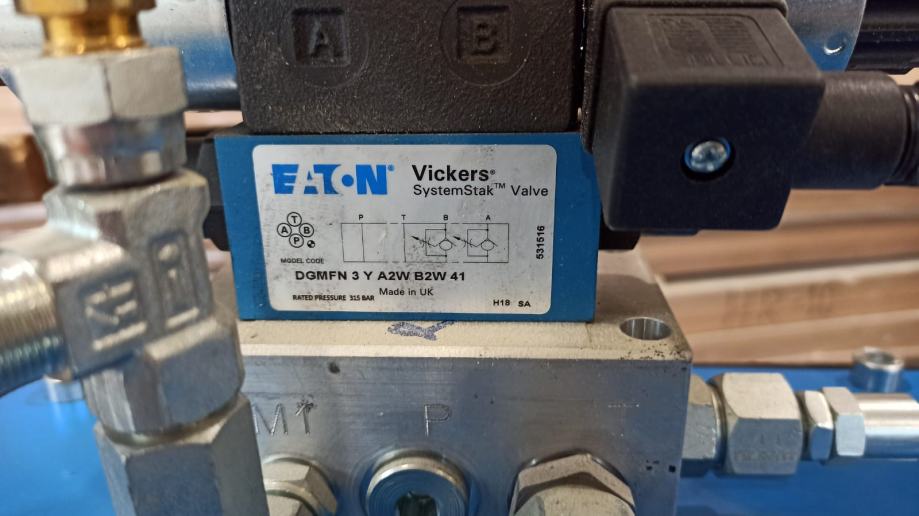 A B
EATON® Vickers®
SystemStak™ Valve
T
A B
P
P T B A
531516
MODEL CODE
DGMFN 3 Y A2W B2W 41
Made in UK
RATED PRESSURE 315 BAR
H18 SA
M1 P